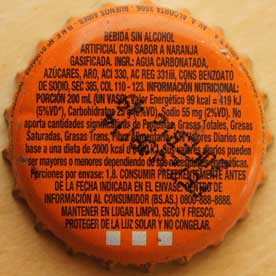 A. ALCORTA 3506, BUENOS AIRES
BEBIDA SIN ALCOHOL
ARTIFICIAL CON SABOR A NARANJA
GASIFICADA. INGR.: AGUA CARBONATADA,
AZÚCARES, ARO, ACI 330, AC REG 331iii, CONS BENZOATO
DE SODIO, SEC 385, COL 110 - 123. INFORMACIÓN NUTRICIONAL:
PORCIÓN 200 ml (UN VASO): Valor Energético 99 kcal = 419 kJ
(5%VD*), Carbohidratos 25 g (8%VD), Sodio 55 mg (2%VD). No
aporta cantidades significativas de Proteínas, Grasas Totales, Grasas
Saturadas, Grasas Trans, Fibra Alimentaria. *Valores Diarios con
base a una dieta de 2000 kcal u 8400 kJ. Sus valores diarios pueden
ser mayores o menores dependiendo de sus necesidades energéticas.
Porciones por envase: 1,8. CONSUMIR PREFERENTEMENTE ANTES
DE LA FECHA INDICADA EN EL ENVASE. CENTRO DE
INFORMACIÓN AL CONSUMIDOR (BS.AS.) 0800-888-8888.
MANTENER EN LUGAR LIMPIO, SECO Y FRESCO.
PROTEGER DE LA LUZ SOLAR Y NO CONGELAR.